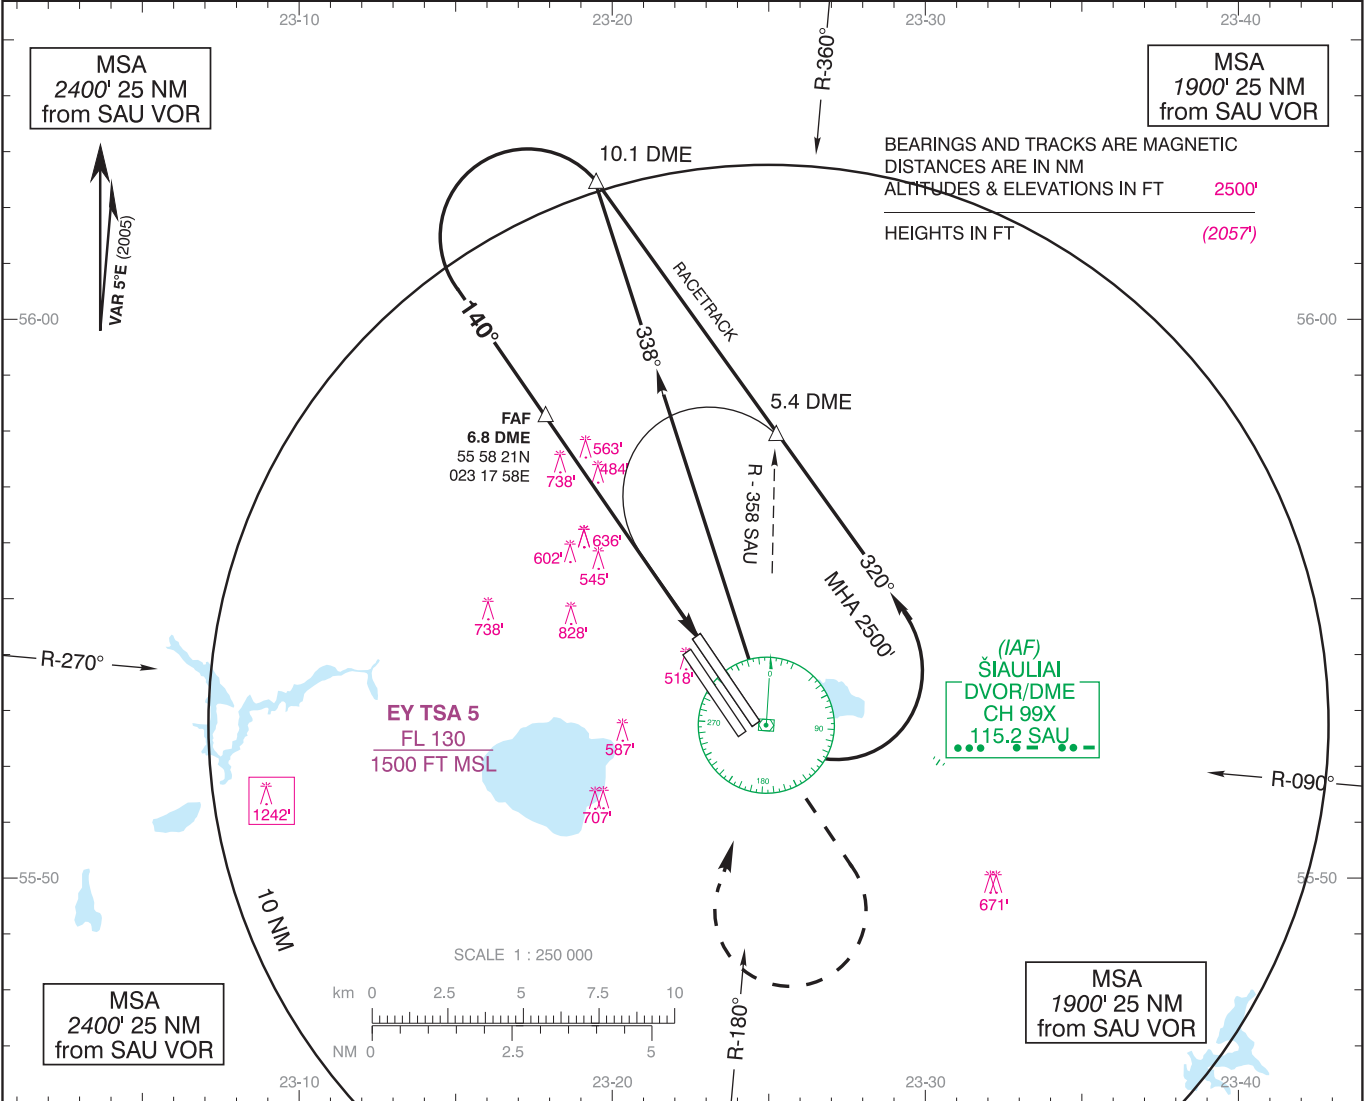 23-10
23-20
23-30
23-40
MSA
2400' 25 NM
from SAU VOR
R-360°
MSA
1900' 25 NM
from SAU VOR
VAR 5°E (2005)
10.1 DME
BEARINGS AND TRACKS ARE MAGNETIC
DISTANCES ARE IN NM
ALTITUDES & ELEVATIONS IN FT 2500'
HEIGHTS IN FT (2057')
56-00
56-00
140°
338°
RACETRACK
5.4 DME
FAF
6.8 DME
55 58 21N
023 17 58E
563'
484'
738'
R - 358 SAU
636'
602'
545'
320°
MHA 2500'
738'
828'
R-270°
518'
0
90
180
270
(IAF)
ŠIAULIAI
DVOR/DME
CH 99X
115.2 SAU
EY TSA 5
FL 130
1500 FT MSL
587'
707'
1242'
R-090°
55-50
55-50
671'
10 NM
SCALE 1 : 250 000
km 0 2.5 5 7.5 10
NM 0 2.5 5
R-180°
MSA
2400' 25 NM
from SAU VOR
MSA
1900' 25 NM
from SAU VOR
23-10
23-20
23-30
23-40